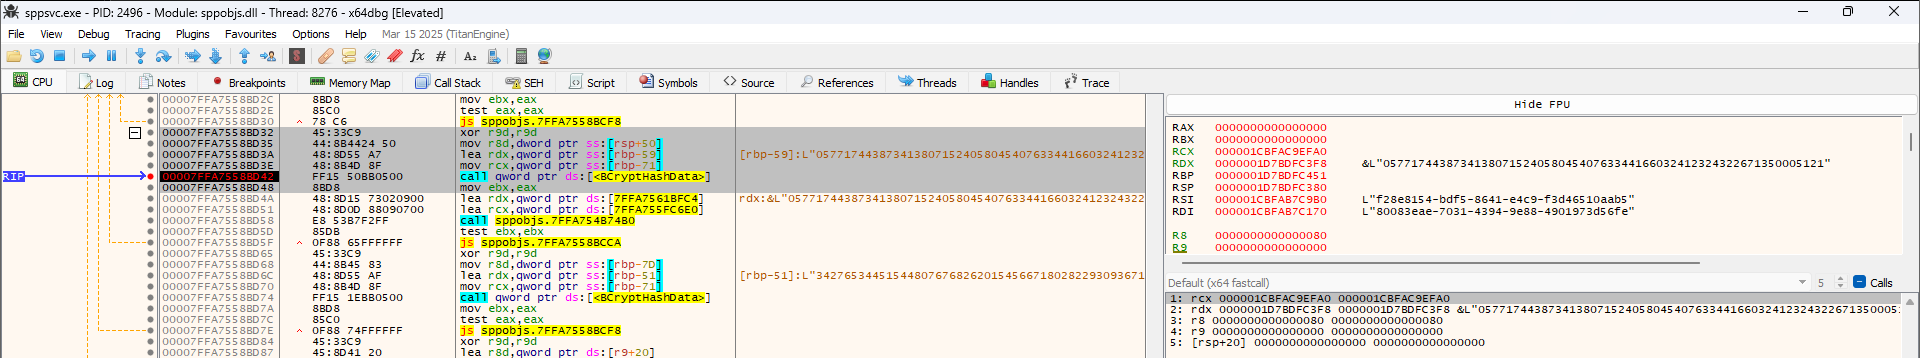 sppsvc.exe - PID: 2496 - Module: sppobjs.dll - Thread: 8276 - x64dbg [Elevated]
File View Debug Tracing Plugins Favourites Options Help Mar 15 2025 (TitanEngine)
CPU Log Notes Breakpoints Memory Map Call Stack SEH Script Symbols Source References Threads Handles Trace
00007FFA7558BD2C 8BD8 mov ebx,eax
00007FFA7558BD2E 85C0 test eax,eax
00007FFA7558BD30 78 C6 js sppobjs.7FFA7558BCF8
00007FFA7558BD32 45:33C9 xor r9d,r9d
00007FFA7558BD35 44:8B4424 50 mov r8d,dword ptr ss:[rsp+50]
00007FFA7558BD3A 48:8D55 A7 lea rdx,qword ptr ss:[rbp-59] [rbp-59]:L"0577174438734138071524058045407633441660324123
00007FFA7558BD3E 48:8B4D 8F mov rcx,qword ptr ss:[rbp-71]
RIP 00007FFA7558BD42 FF15 50BB0500 call qword ptr ds:[<BCryptHashData>]
00007FFA7558BD48 8BD8 mov ebx,eax
00007FFA7558BD4A 48:8D15 73020900 lea rdx,qword ptr ds:[7FFA7561BFC4] rdx:&L"057717443873413807152405804540763344166032412324322
00007FFA7558BD51 48:8D0D 88090700 lea rcx,qword ptr ds:[7FFA755FC6E0]
00007FFA7558BD58 E8 53B7F2FF call sppobjs.7FFA754B74B0
00007FFA7558BD5D 85DB test ebx,ebx
00007FFA7558BD5F 0F88 65FFFFFF js sppobjs.7FFA7558BCCA
00007FFA7558BD65 45:33C9 xor r9d,r9d
00007FFA7558BD68 44:8B45 83 mov r8d,dword ptr ss:[rbp-7D]
00007FFA7558BD6C 48:8D55 AF lea rdx,qword ptr ss:[rbp-51] [rbp-51]:L"3427653445154480767682620154566718028229309367
00007FFA7558BD70 48:8B4D 8F mov rcx,qword ptr ss:[rbp-71]
00007FFA7558BD74 FF15 1EBB0500 call qword ptr ds:[<BCryptHashData>]
00007FFA7558BD7A 8BD8 mov ebx,eax
00007FFA7558BD7C 85C0 test eax,eax
00007FFA7558BD7E 0F88 74FFFFFF js sppobjs.7FFA7558BCF8
00007FFA7558BD84 45:33C9 xor r9d,r9d
00007FFA7558BD87 45:8D41 20 lea r8d,qword ptr ds:[r9+20]
Hide FPU
RAX 0000000000000000
RBX 0000000000000000
RCX 000001CBFAC9EFA0
RDX 0000001D7BDFC3F8 &L"057717443873413807152405804540763344166032412324322671350005121"
RBP 0000001D7BDFC451
RSP 0000001D7BDFC380
RSI 000001CBFAB7C9B0 L"f28e8154-bdf5-8641-e4c9-f3d46510aab5"
RDI 000001CBFAB7C170 L"80083eae-7031-4394-9e88-4901973d56fe"
R8 0000000000000080
R9 0000000000000000
Default (x64 fastcall) 5 Calls
1: rcx 000001CBFAC9EFA0 000001CBFAC9EFA0
2: rdx 0000001D7BDFC3F8 0000001D7BDFC3F8 &L"057717443873413807152405804540763344166032412324322671350005
3: r8 0000000000000080 0000000000000080
4: r9 0000000000000000 0000000000000000
5: [rsp+20] 0000000000000000 0000000000000000